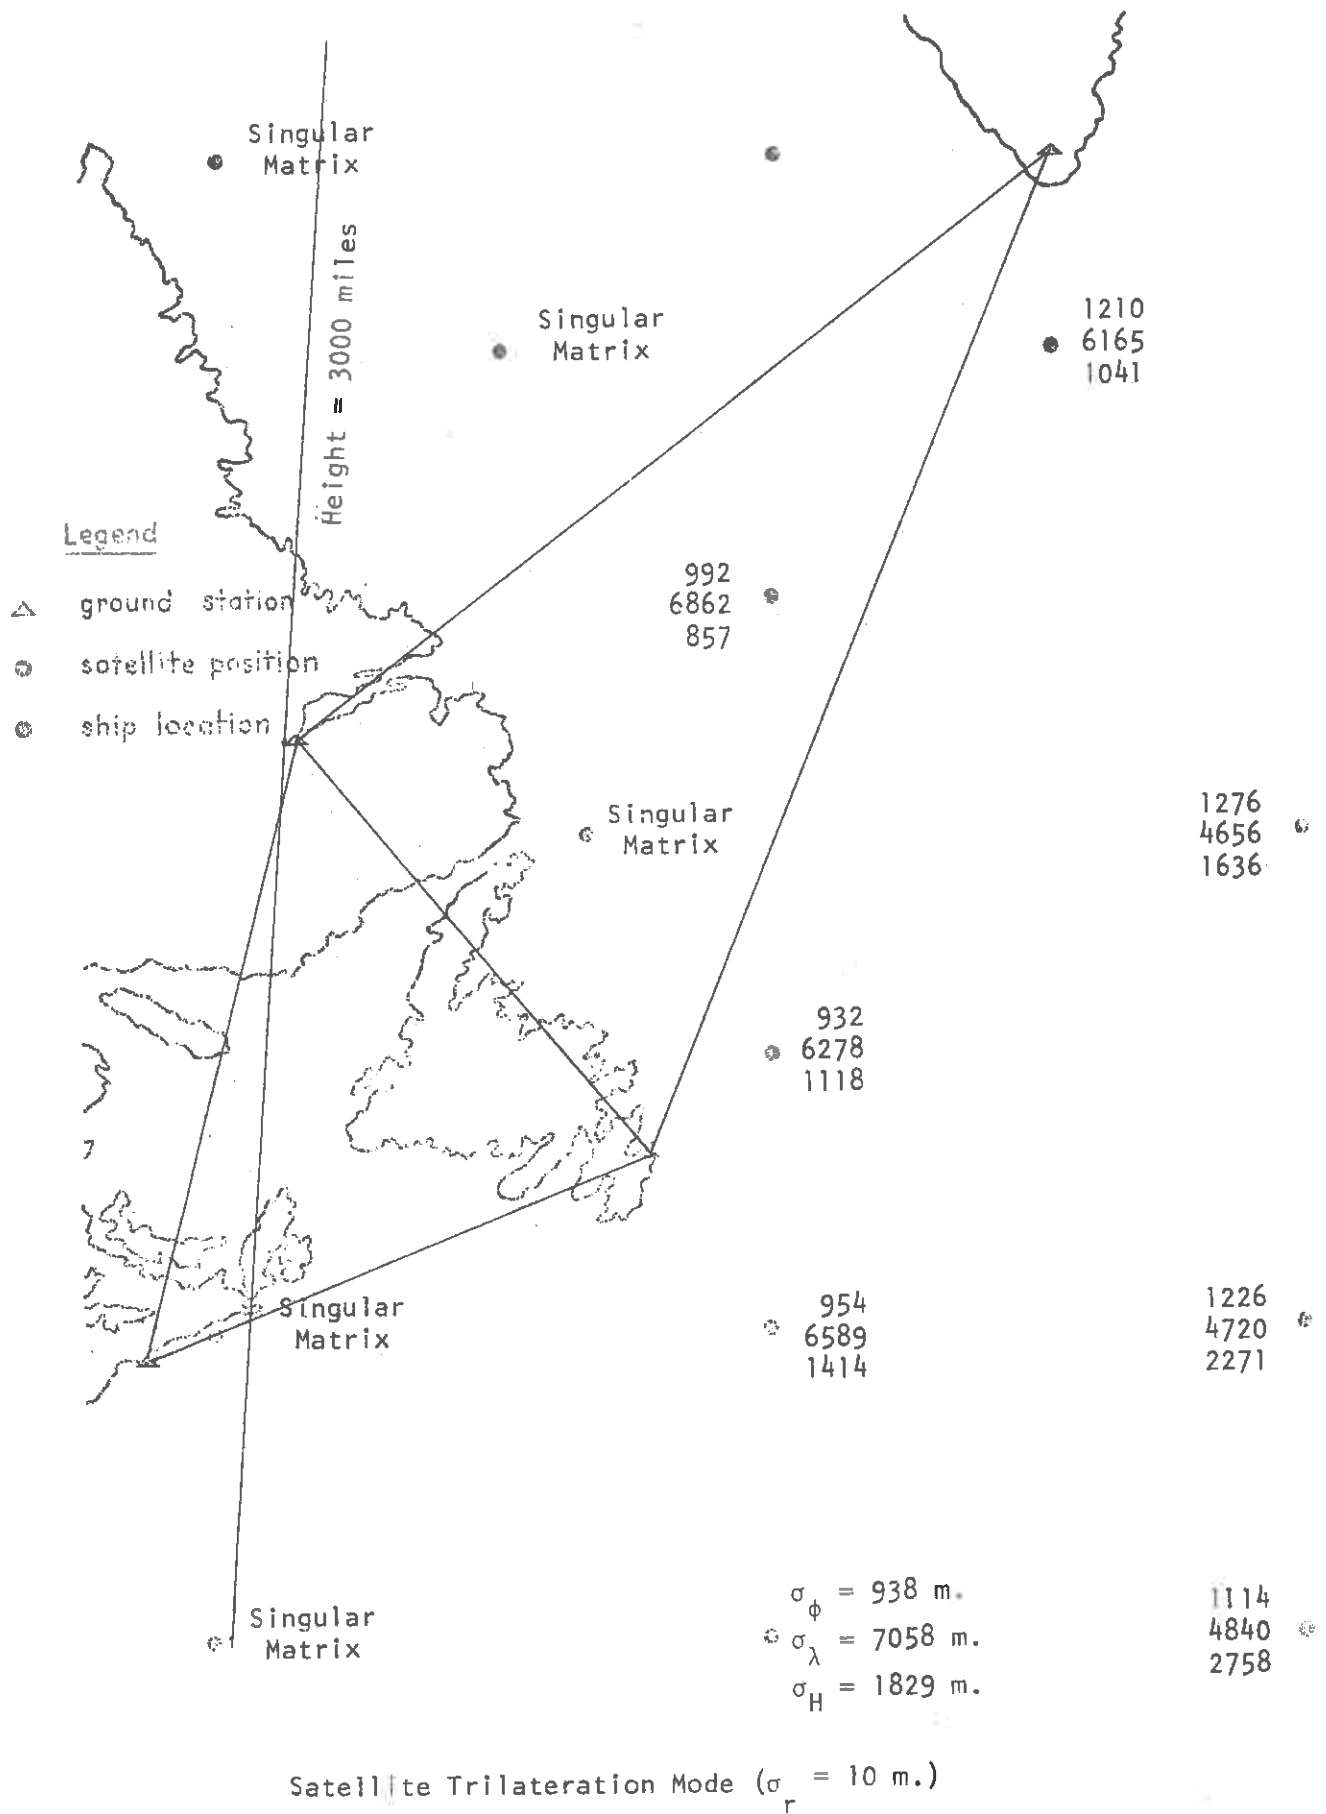 Singular
Matrix
Height = 3000 miles
Singular
Matrix
1210
6165
1041
Legend
ground station
satellite position
ship location
992
6862
857
Singular
Matrix
1276
4656
1636
932
6278
1118
Singular
Matrix
954
6589
1414
1226
4720
2271
Singular
Matrix
σφ = 938 m.
σλ = 7058 m.
σH = 1829 m.
1114
4840
2758
Satellite Trilateration Mode (σr = 10 m.)